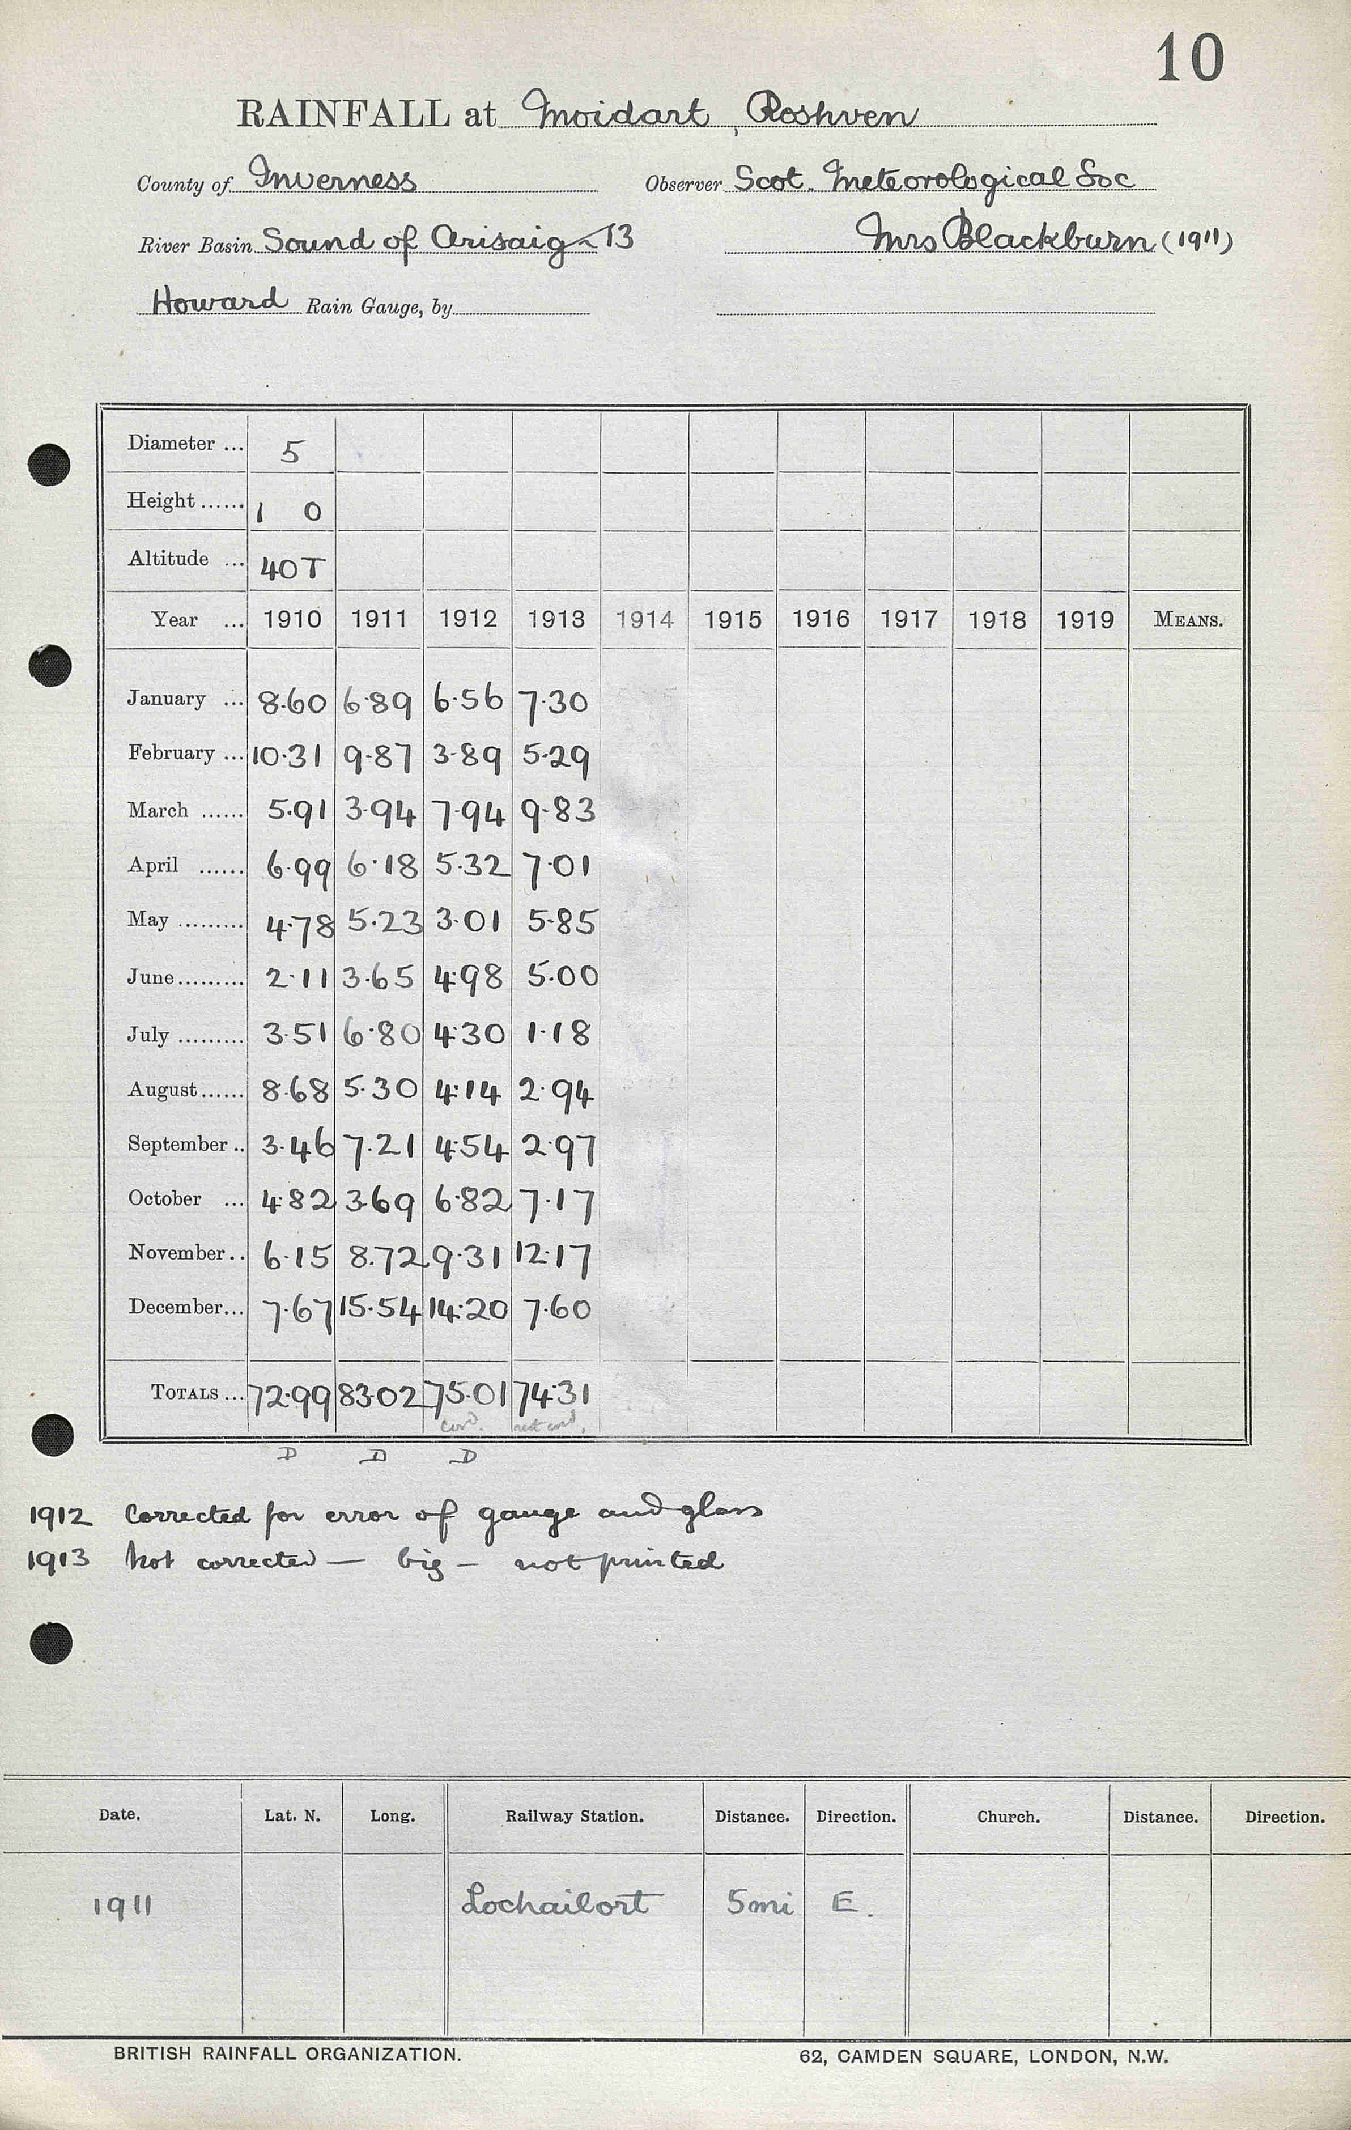 10
RAINFALL at Moidart, Roshven
County of Inverness Observer Scot. Meteorological Soc
River Basin Sound of Arisaig - 13 Mrs Blackburn (1911)
Howard Rain Gauge, by
Diameter ... 5
Height ...... 1 0
Altitude ... 40T
Year ... 1910 1911 1912 1913 1914 1915 1916 1917 1918 1919 MEANS.
January ... 8.60 6.89 6.56 7.30
February ... 10.31 9.87 3.89 5.29
March ...... 5.91 3.94 7.94 9.83
April ...... 6.99 6.18 5.32 7.01
May ......... 4.78 5.23 3.01 5.85
June ......... 2.11 3.65 4.98 5.00
July ......... 3.51 6.80 4.30 1.18
August ...... 8.68 5.30 4.14 2.94
September .. 3.46 7.21 4.54 2.97
October ... 4.82 3.69 6.82 7.17
November .. 6.15 8.72 9.31 12.17
December ... 7.67 15.54 14.20 7.60
TOTALS ... 72.99 83.02 75.01 74.31
cord. not cord.
D D D
1912 Corrected for error of gauge and glass
1913 Not corrected — big — not printed
Date. Lat. N. Long. Railway Station. Distance. Direction. Church. Distance. Direction.
1911 Lochailort 5mi E.
BRITISH RAINFALL ORGANIZATION. 62, CAMDEN SQUARE, LONDON, N.W.